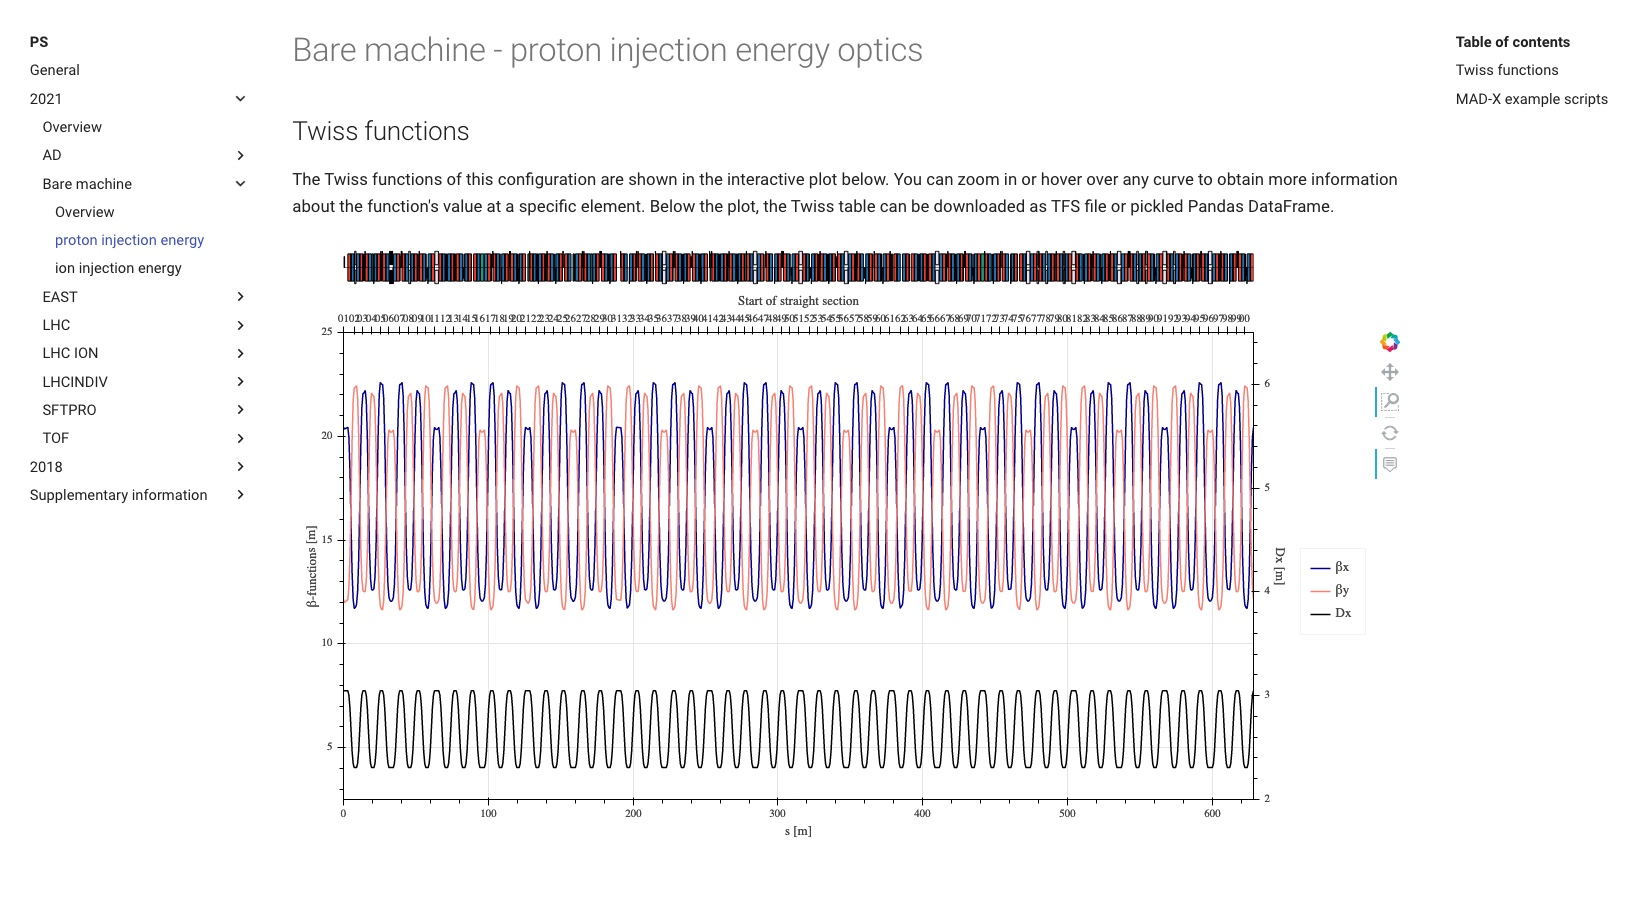 PS
General
2021
Overview
AD
Bare machine
Overview
proton injection energy
ion injection energy
EAST
LHC
LHC ION
LHCINDIV
SFTPRO
TOF
2018
Supplementary information
Bare machine - proton injection energy optics
Twiss functions
The Twiss functions of this configuration are shown in the interactive plot below. You can zoom in or hover over any curve to obtain more information
about the function's value at a specific element. Below the plot, the Twiss table can be downloaded as TFS file or pickled Pandas DataFrame.
Start of straight section
25
20
15
10
5
β-functions [m]
6
5
4
3
2
Dx [m]
0 100 200 300 400 500 600
s [m]
βx
βy
Dx
Table of contents
Twiss functions
MAD-X example scripts